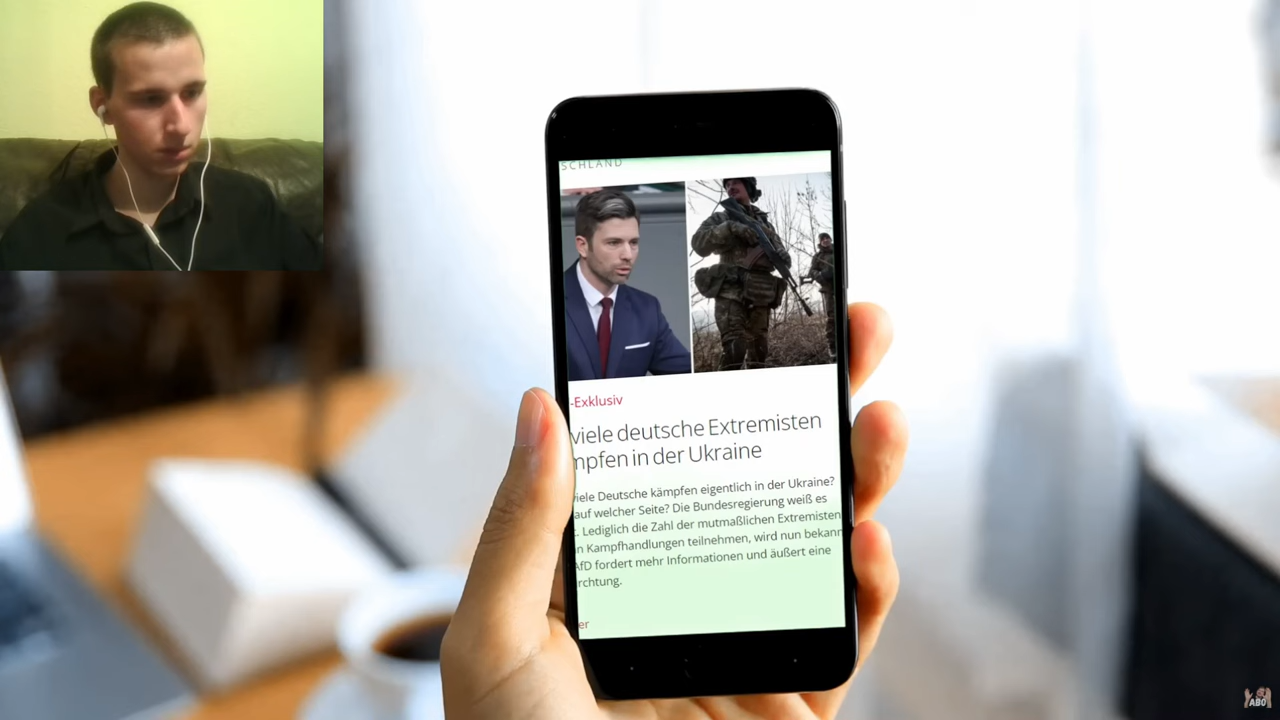 SCHLAND
-Exklusiv
viele deutsche Extremisten
mpfen in der Ukraine
iele Deutsche kämpfen eigentlich in der Ukraine?
auf welcher Seite? Die Bundesregierung weiß es
t. Lediglich die Zahl der mutmaßlichen Extremisten
n Kampfhandlungen teilnehmen, wird nun bekann
AfD fordert mehr Informationen und äußert eine
rchtung.
er
ABO